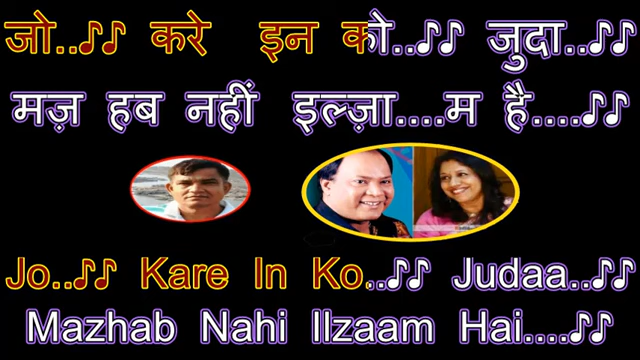 जो..♪♪ करे इन को..♪♪ जुदा..♪♪
मज़ हब नहीं इल्ज़ा....म है....♪♪
Jo..♪♪ Kare In Ko..♪♪ Judaa..♪♪
Mazhab Nahi Ilzaam Hai....♪♪